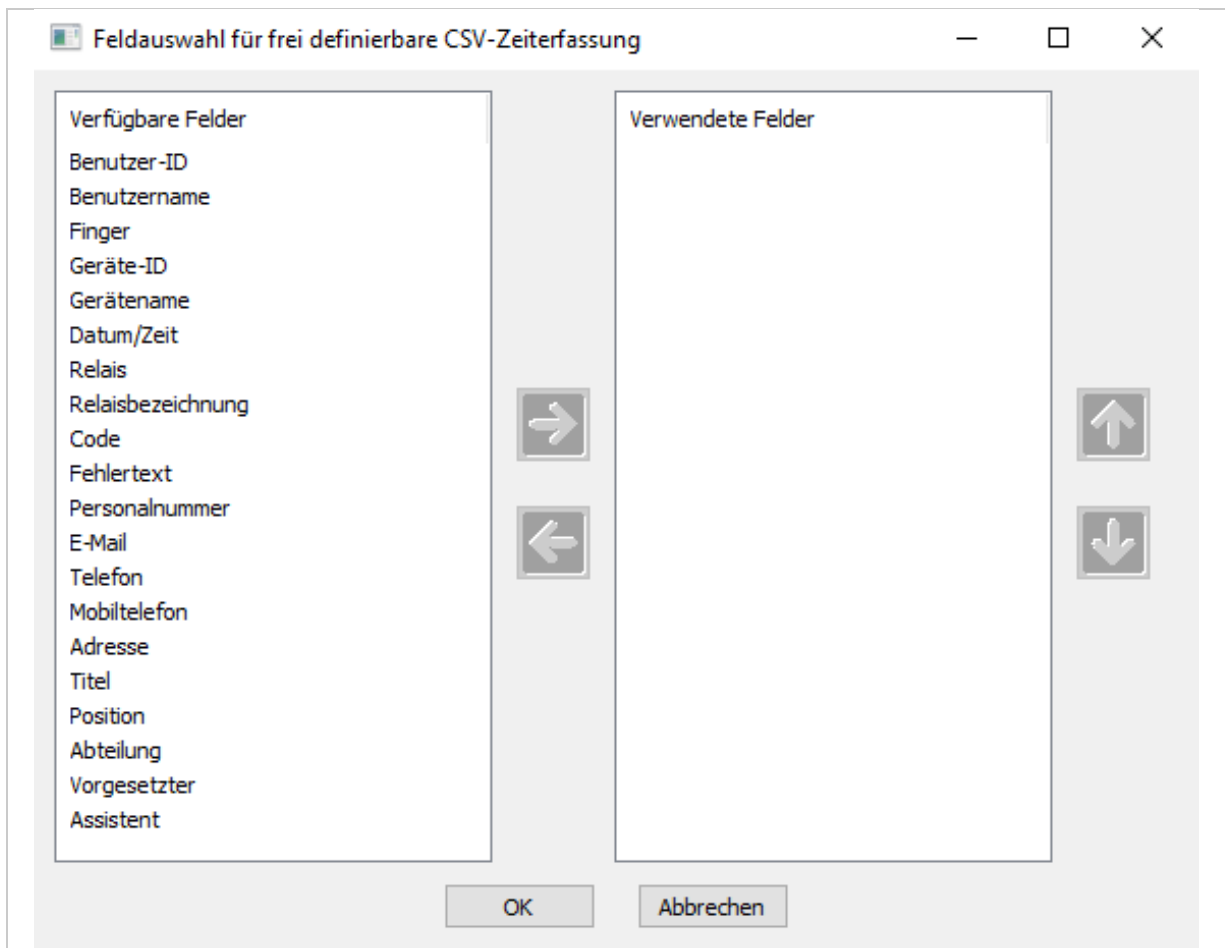 Feldauswahl für frei definierbare CSV-Zeiterfassung
Verfügbare Felder
Benutzer-ID
Benutzername
Finger
Geräte-ID
Gerätename
Datum/Zeit
Relais
Relaisbezeichnung
Code
Fehlertext
Personalnummer
E-Mail
Telefon
Mobiltelefon
Adresse
Titel
Position
Abteilung
Vorgesetzter
Assistent
Verwendete Felder
OK
Abbrechen